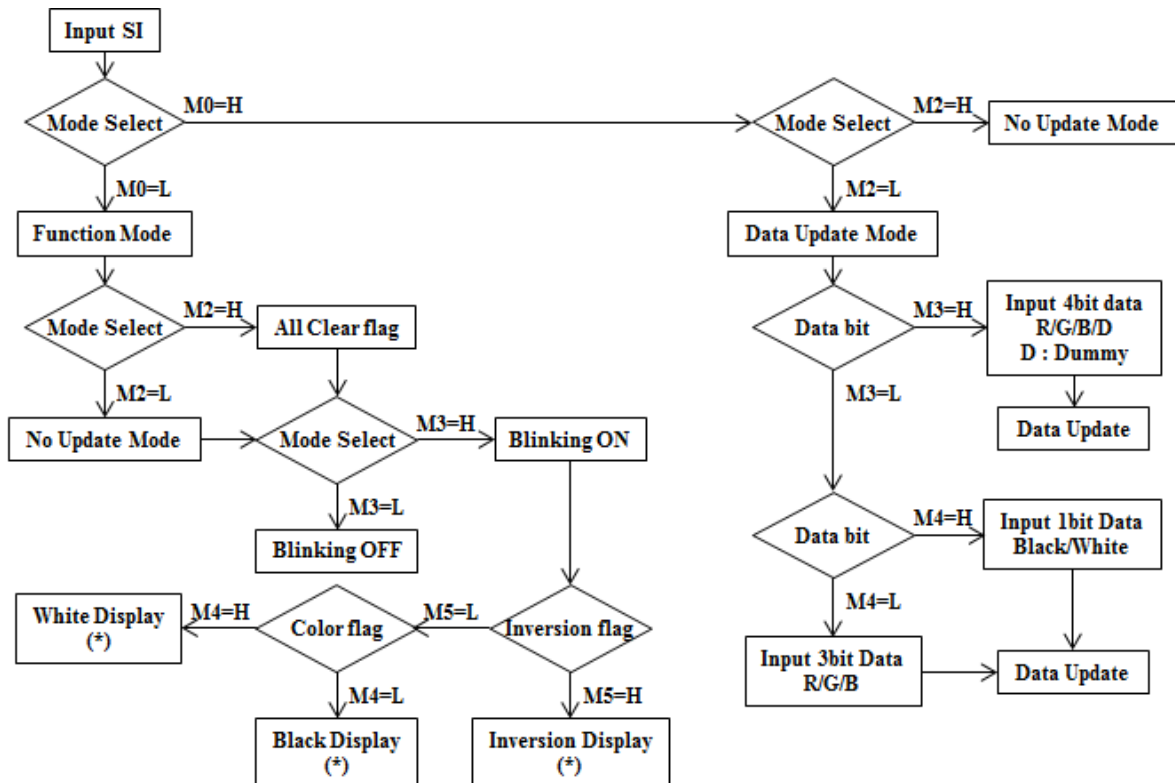 Input SI
Mode Select
M0=H
Mode Select
M2=H
No Update Mode
M0=L
M2=L
Function Mode
Data Update Mode
Mode Select
M2=H
All Clear flag
Data bit
M3=H
Input 4bit data
R/G/B/D
D : Dummy
M2=L
M3=L
No Update Mode
Mode Select
M3=H
Blinking ON
Data Update
M3=L
Blinking OFF
Data bit
M4=H
Input 1bit Data
Black/White
M4=L
White Display
(*)
M4=H
Color flag
M5=L
Inversion flag
Input 3bit Data
R/G/B
Data Update
M4=L
M5=H
Black Display
(*)
Inversion Display
(*)